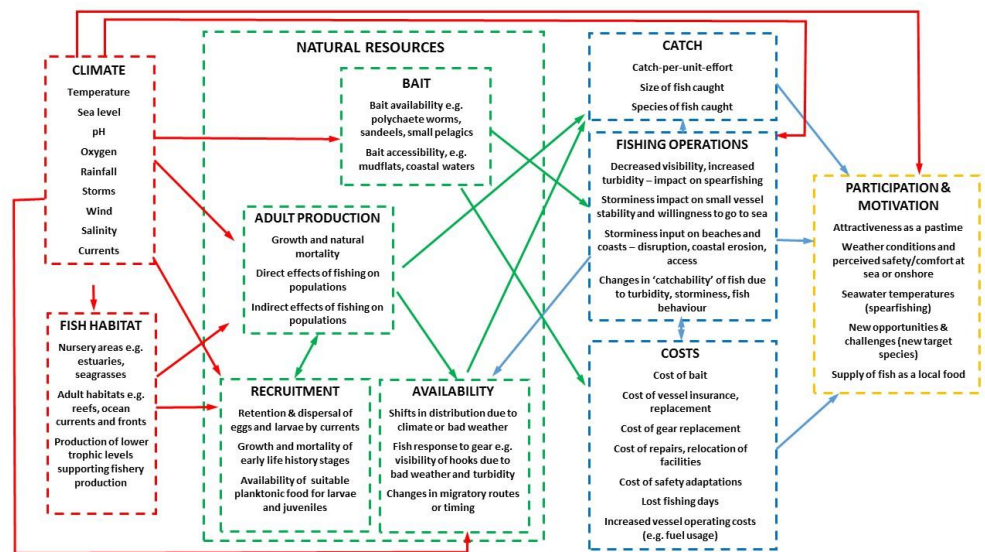 CLIMATE
Temperature
Sea level
pH
Oxygen
Rainfall
Storms
Wind
Salinity
Currents
FISH HABITAT
Nursery areas e.g.
estuaries,
seagrasses
Adult habitats e.g.
reefs, ocean
currents and fronts
Production of lower
trophic levels
supporting fishery
production
NATURAL RESOURCES
BAIT
Bait availability e.g.
polychaete worms,
sandeels, small pelagics
Bait accessibility, e.g.
mudflats, coastal waters
ADULT PRODUCTION
Growth and natural
mortality
Direct effects of fishing on
populations
Indirect effects of fishing on
populations
RECRUITMENT
Retention & dispersal of
eggs and larvae by currents
Growth and mortality of
early life history stages
Availability of suitable
planktonic food for larvae
and juveniles
AVAILABILITY
Shifts in distribution due to
climate or bad weather
Fish response to gear e.g.
visibility of hooks due to
bad weather and turbidity
Changes in migratory routes
or timing
CATCH
Catch-per-unit-effort
Size of fish caught
Species of fish caught
FISHING OPERATIONS
Decreased visibility, increased
turbidity – impact on spearfishing
Storminess impact on small vessel
stability and willingness to go to sea
Storminess input on beaches and
coasts – disruption, coastal erosion,
access
Changes in ‘catchability’ of fish
due to turbidity, storminess, fish
behaviour
COSTS
Cost of bait
Cost of vessel insurance,
replacement
Cost of gear replacement
Cost of repairs, relocation of
facilities
Cost of safety adaptations
Lost fishing days
Increased vessel operating costs
(e.g. fuel usage)
PARTICIPATION &
MOTIVATION
Attractiveness as a pastime
Weather conditions and
perceived safety/comfort at
sea or onshore
Seawater temperatures
(spearfishing)
New opportunities &
challenges (new target
species)
Supply of fish as a local food